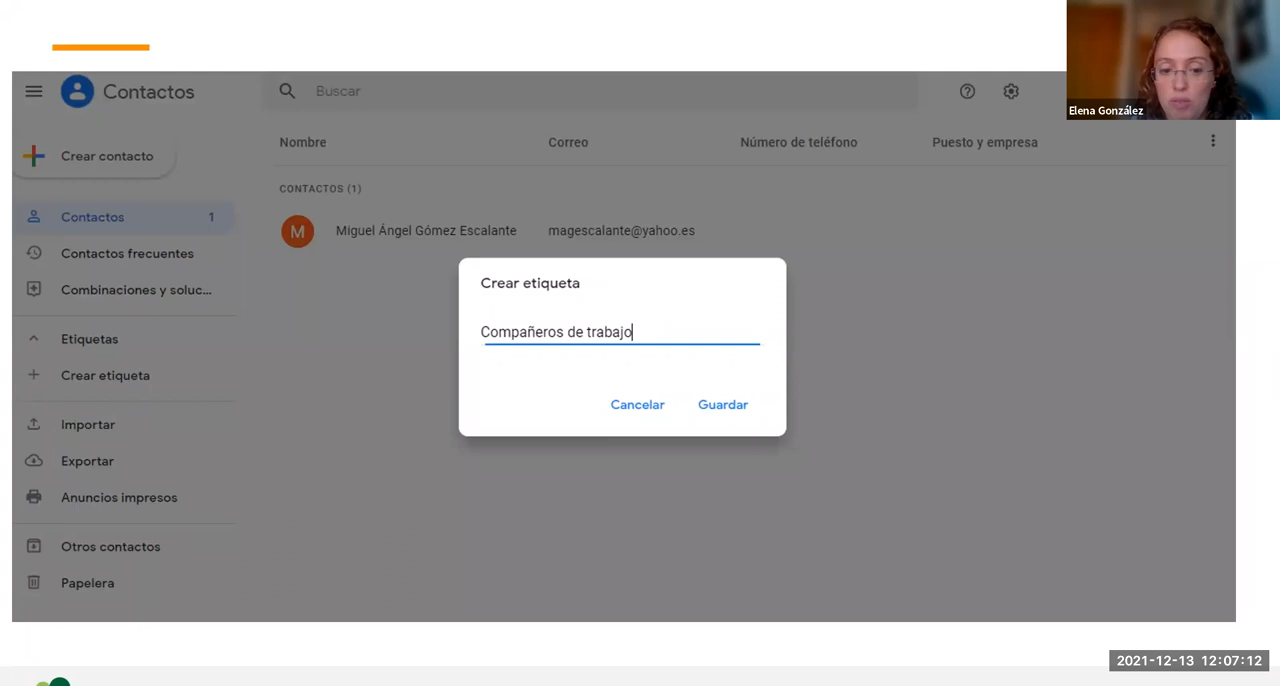 Contactos
Buscar
Elena González
Crear contacto
Nombre
Correo
Número de teléfono
Puesto y empresa
CONTACTOS (1)
Contactos
1
M
Miguel Ángel Gómez Escalante
magescalante@yahoo.es
Contactos frecuentes
Combinaciones y soluc...
Crear etiqueta
Compañeros de trabajo
Cancelar
Guardar
Etiquetas
Crear etiqueta
Importar
Exportar
Anuncios impresos
Otros contactos
Papelera
2021-12-13 12:07:12